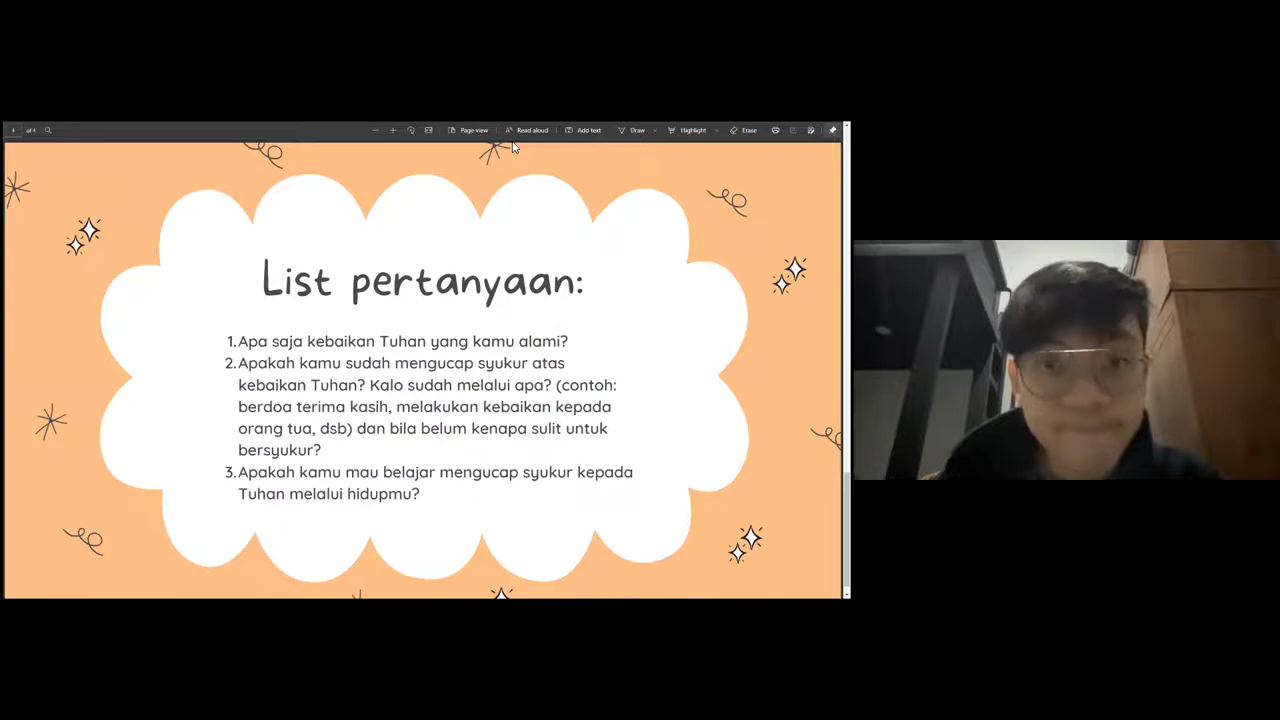 4 of 4 Page view Read aloud Add text Draw Highlight Erase
List pertanyaan:
1. Apa saja kebaikan Tuhan yang kamu alami?
2. Apakah kamu sudah mengucap syukur atas
kebaikan Tuhan? Kalo sudah melalui apa? (contoh:
berdoa terima kasih, melakukan kebaikan kepada
orang tua, dsb) dan bila belum kenapa sulit untuk
bersyukur?
3. Apakah kamu mau belajar mengucap syukur kepada
Tuhan melalui hidupmu?